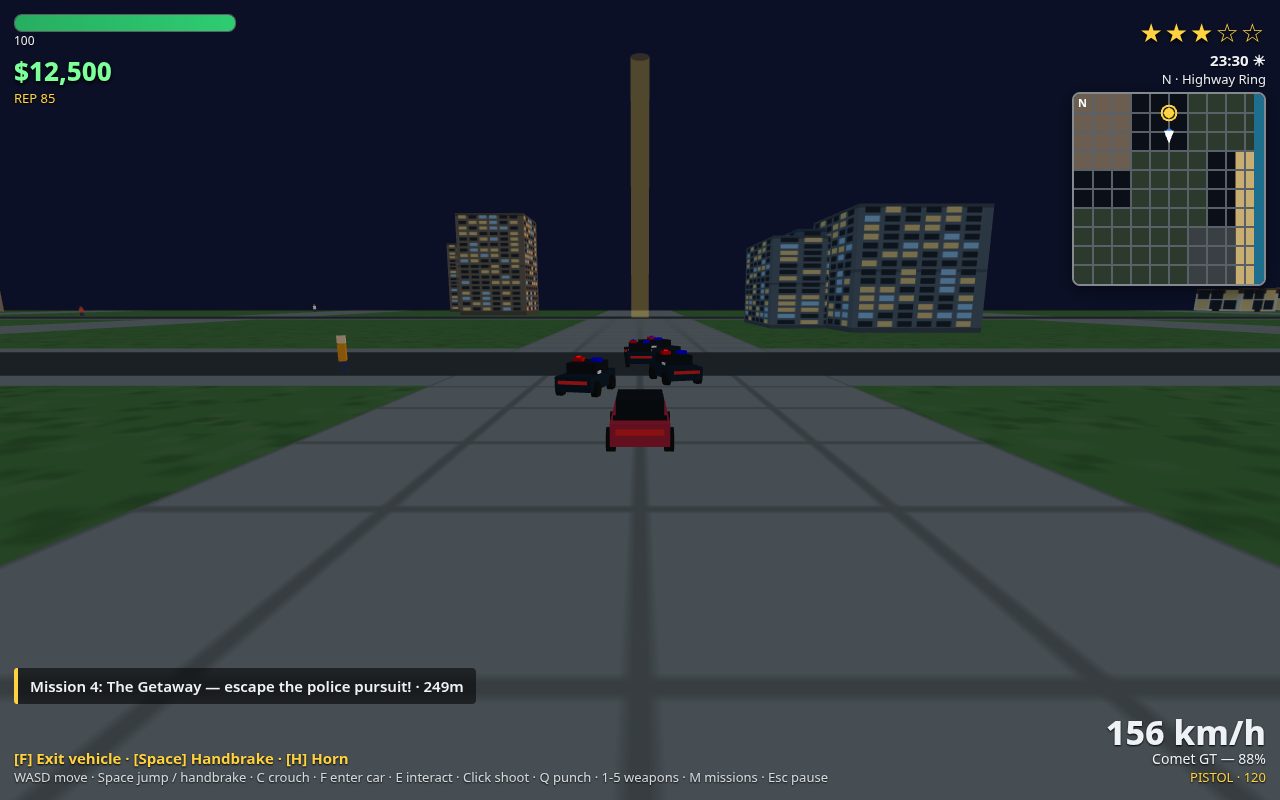 100
$12,500
REP 85
★★★☆☆
23:30 ☀
N · Highway Ring
N
Mission 4: The Getaway — escape the police pursuit! · 249m
[F] Exit vehicle · [Space] Handbrake · [H] Horn
WASD move · Space jump / handbrake · C crouch · F enter car · E interact · Click shoot · Q punch · 1-5 weapons · M missions · Esc pause
156 km/h
Comet GT — 88%
PISTOL · 120